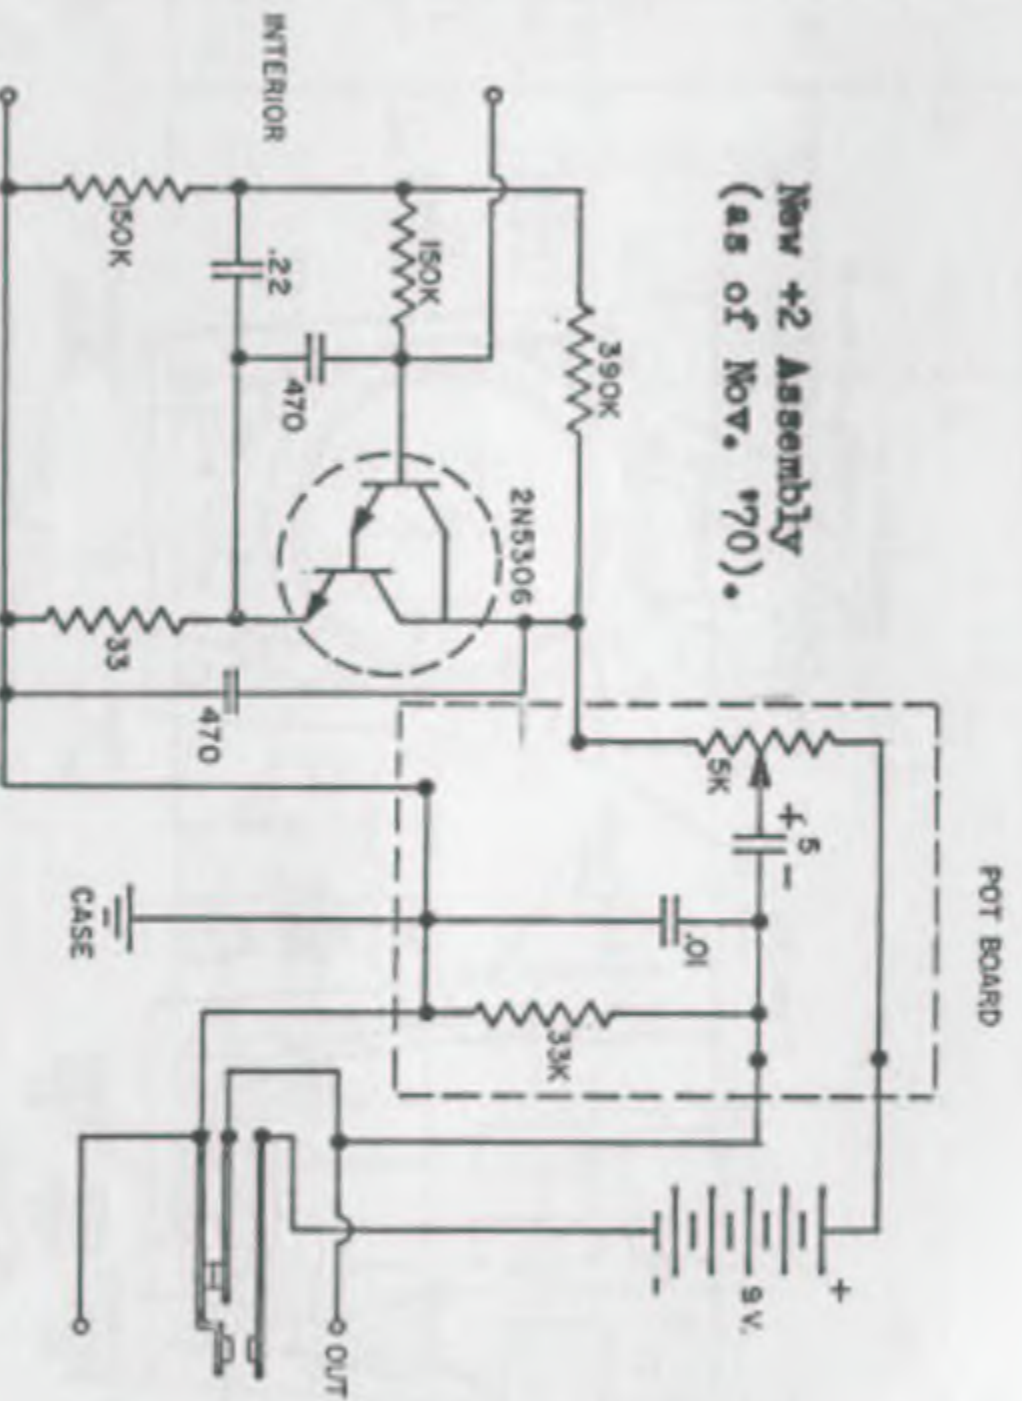 New +2 Assembly
(as of Nov. '70).
POT BOARD
INTERIOR
390K
150K
.22
150K
470
2N5306
33
470
5K
+ 5 -
.01
33K
CASE
+
9 V.
-
OUT